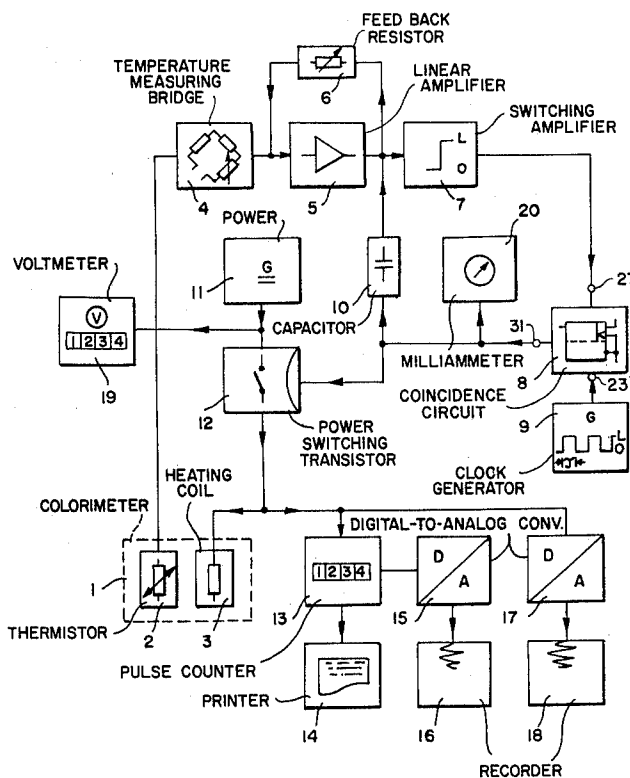 FEED BACK
RESISTOR
TEMPERATURE
MEASURING
BRIDGE
6
LINEAR
AMPLIFIER
SWITCHING
AMPLIFIER
L
O
4
5
7
POWER
20
G
11
VOLTMETER
V
1 2 3 4
19
10
CAPACITOR
MILLIAMMETER
31
27
L
8
23
COINCIDENCE
CIRCUIT
12
POWER
SWITCHING
TRANSISTOR
G
9
L
O
CLOCK
GENERATOR
HEATING
COIL
COLORIMETER
DIGITAL-TO-ANALOG CONV.
1
1 2 3 4
D
A
D
A
THERMISTOR
2
3
13
15
17
PULSE COUNTER
PRINTER
14
16
18
RECORDER